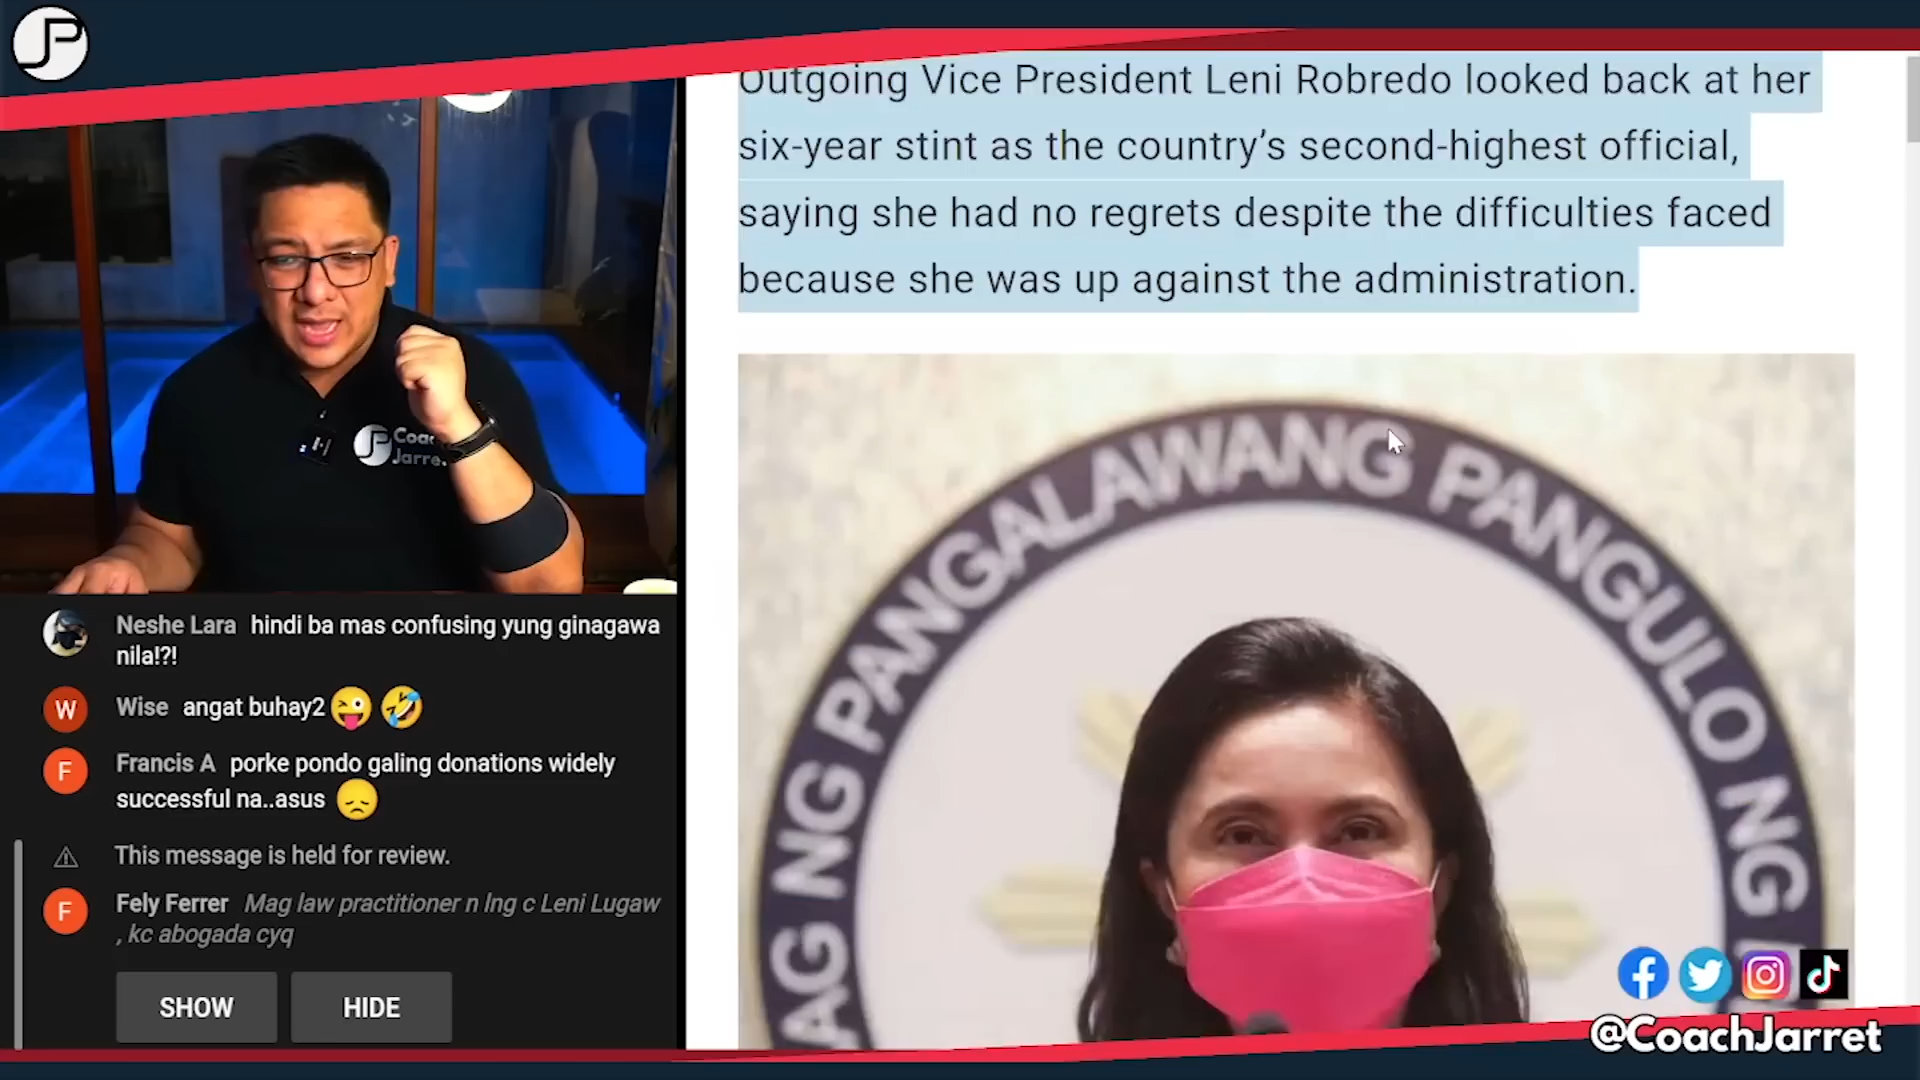 Outgoing Vice President Leni Robredo looked back at her
six-year stint as the country’s second-highest official,
saying she had no regrets despite the difficulties faced
because she was up against the administration.
AG NG PANGALAWANG PANGULO NG
Coac
Jarre
Neshe Lara hindi ba mas confusing yung ginagawa
nila!?!
W
Wise angat buhay2
F
Francis A porke pondo galing donations widely
successful na..asus
This message is held for review.
F
Fely Ferrer Mag law practitioner n lng c Leni Lugaw
, kc abogada cyq
SHOW HIDE
@CoachJarret